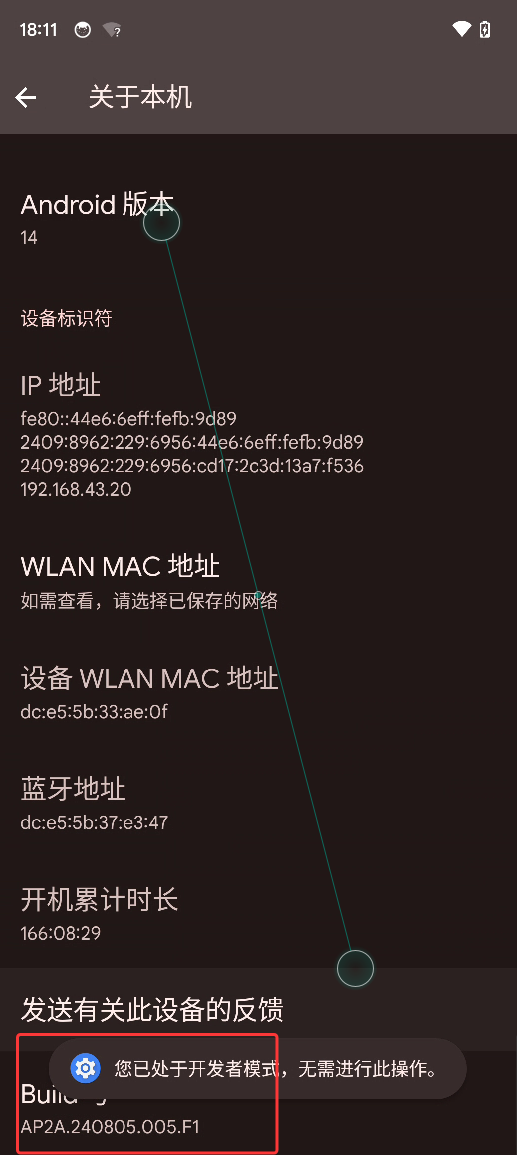 18:11
关于本机
Android 版本
14
设备标识符
IP 地址
fe80::44e6:6eff:fefb:9d89
2409:8962:229:6956:44e6:6eff:fefb:9d89
2409:8962:229:6956:cd17:2c3d:13a7:f536
192.168.43.20
WLAN MAC 地址
如需查看，请选择已保存的网络
设备 WLAN MAC 地址
dc:e5:5b:33:ae:0f
蓝牙地址
dc:e5:5b:37:e3:47
开机累计时长
166:08:29
发送有关此设备的反馈
您已处于开发者模式，无需进行此操作。
Build
AP2A.240805.005.F1